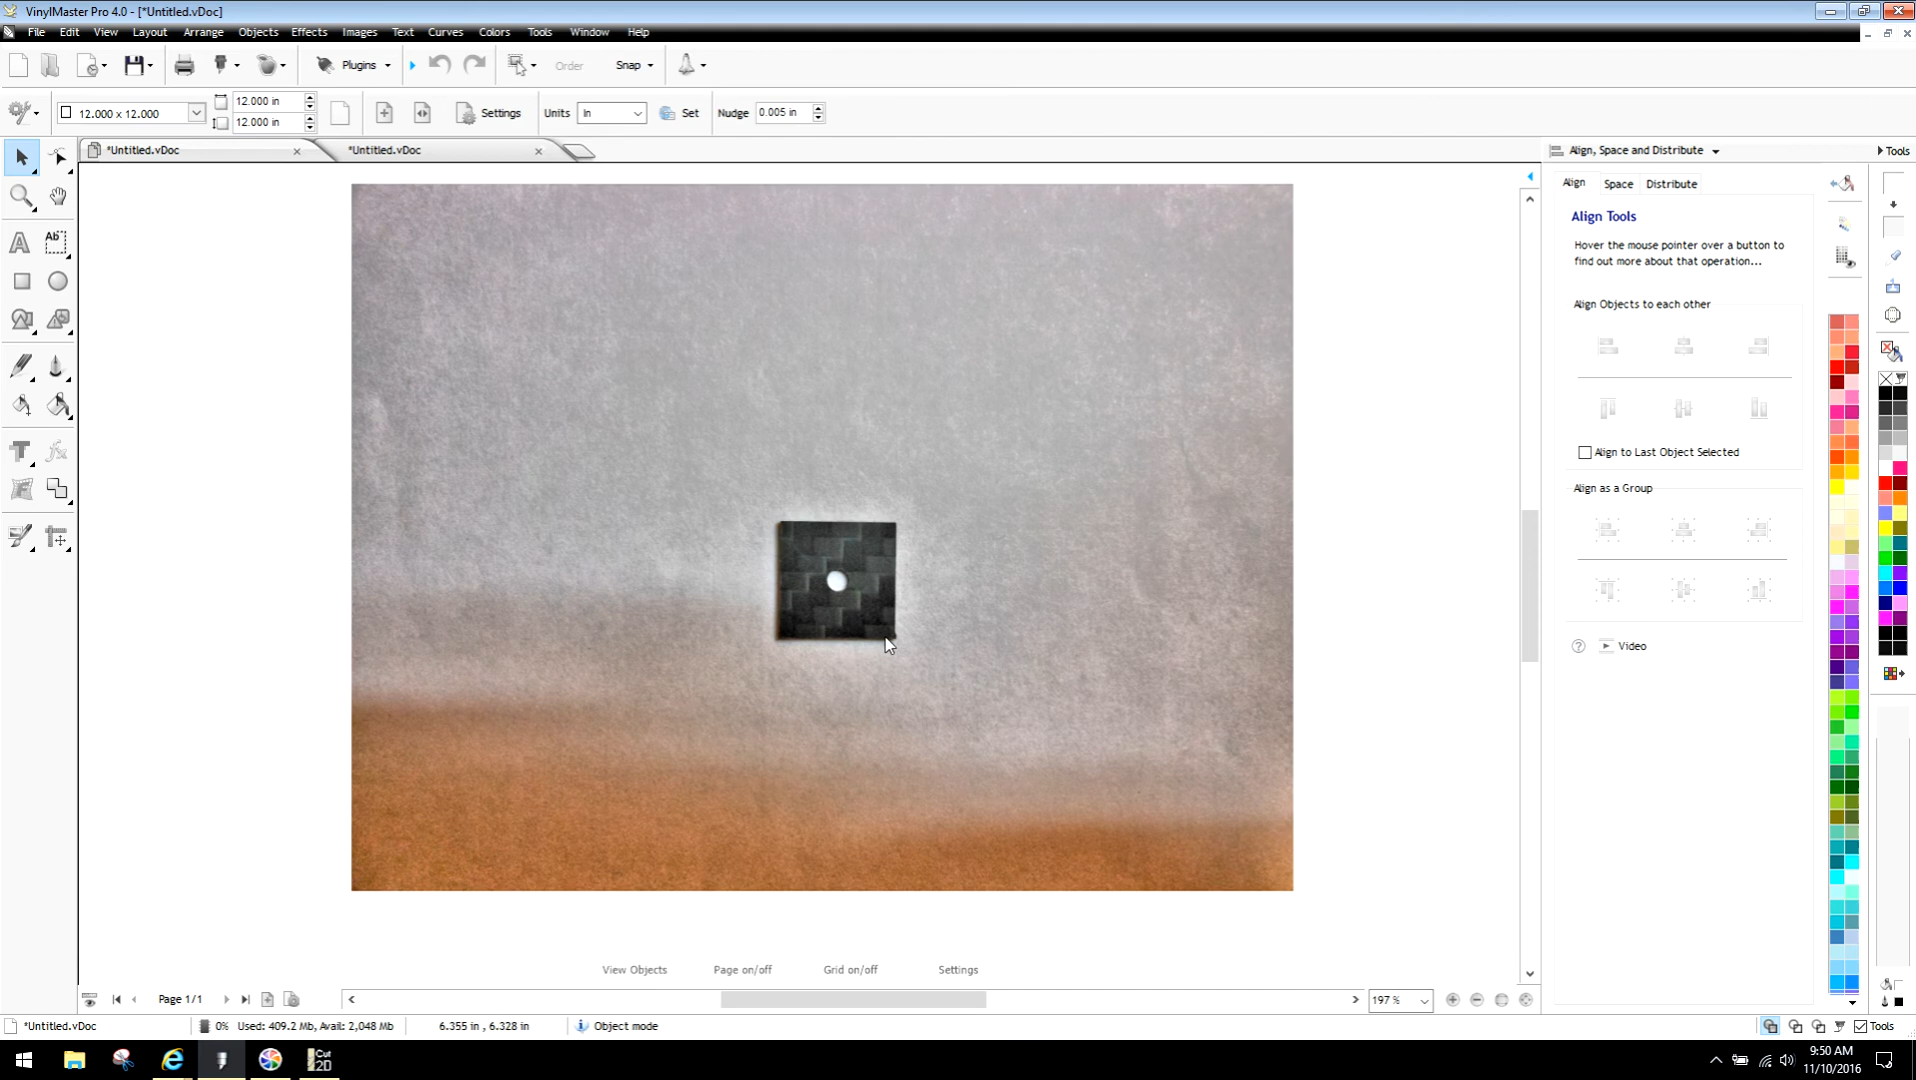 VinylMaster Pro 4.0 - [*Untitled.vDoc]
File Edit View Layout Arrange Objects Effects Images Text Curves Colors Tools Window Help
Plugins Order Snap
12.000 x 12.000 12.000 in 12.000 in Settings Units In Set Nudge 0.005 in
*Untitled.vDoc *Untitled.vDoc
Align, Space and Distribute Tools
Align Space Distribute
Align Tools
Hover the mouse pointer over a button to
find out more about that operation...
Align Objects to each other
Align to Last Object Selected
Align as a Group
Video
View Objects Page on/off Grid on/off Settings
Page 1/1 197 %
*Untitled.vDoc 0% Used: 409.2 Mb, Avail: 2,048 Mb 6.355 in , 6.328 in Object mode Tools
Cut
2D
9:50 AM
11/10/2016